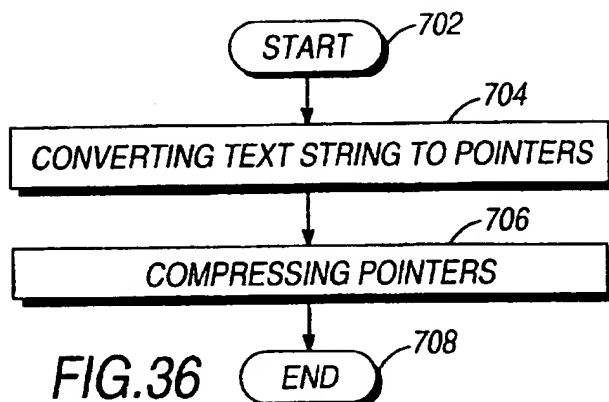 START
702
704
CONVERTING TEXT STRING TO POINTERS
706
COMPRESSING POINTERS
708
END
FIG.36